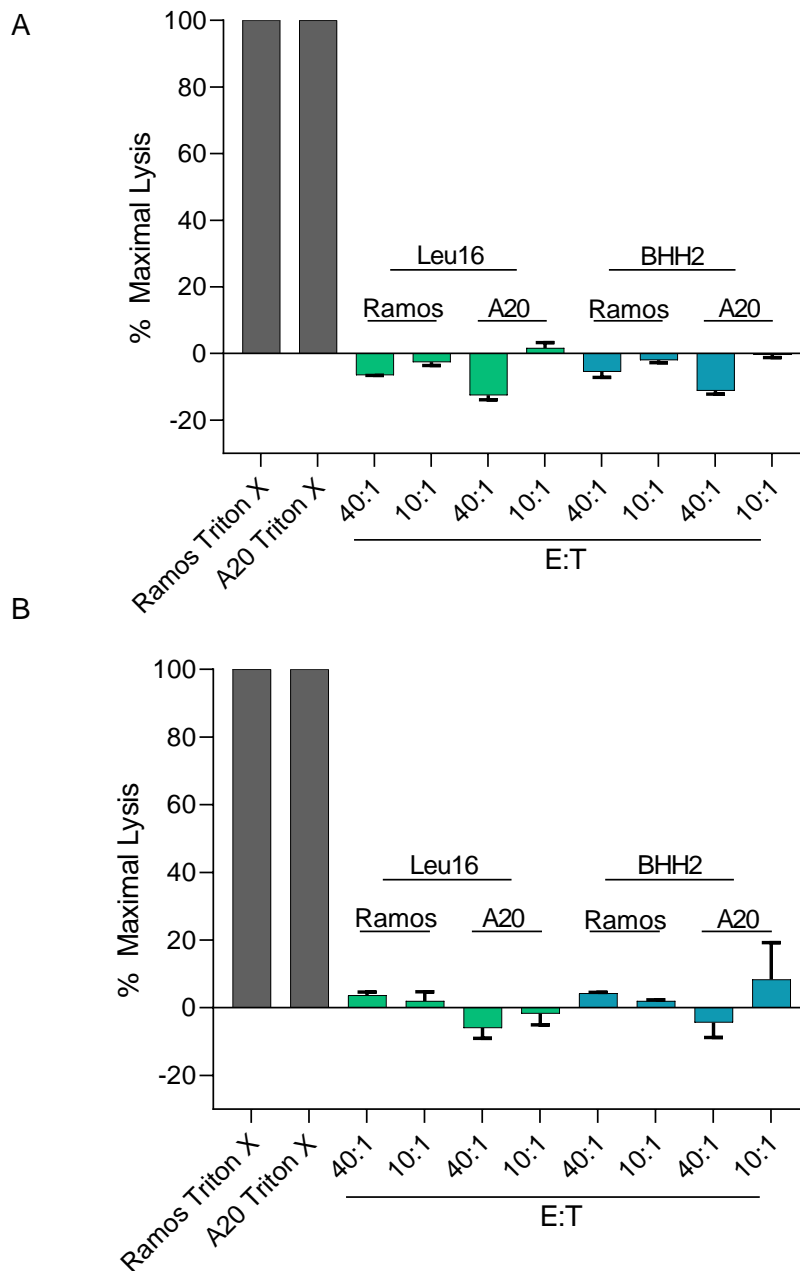 A
% Maximal Lysis
100
80
60
40
20
0
-20
Leu16
BHH2
Ramos
A20
Ramos
A20
Ramos Triton X
A20 Triton X
40:1
10:1
40:1
10:1
40:1
10:1
40:1
10:1
E:T
B
% Maximal Lysis
100
80
60
40
20
0
-20
Leu16
BHH2
Ramos
A20
Ramos
A20
Ramos Triton X
A20 Triton X
40:1
10:1
40:1
10:1
40:1
10:1
40:1
10:1
E:T